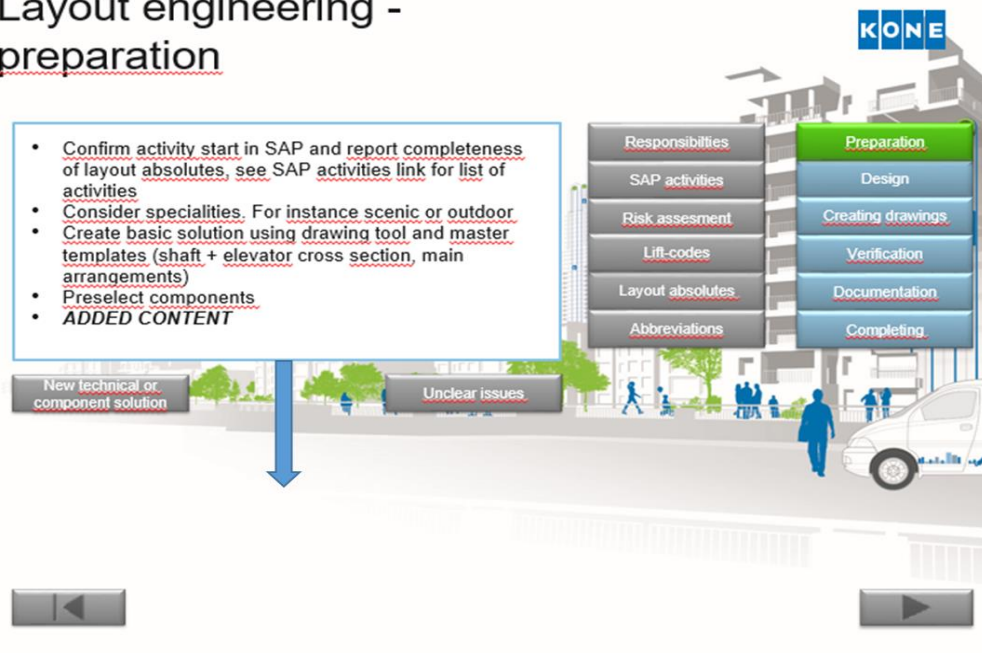 Layout engineering -
preparation
KONE
• Confirm activity start in SAP and report completeness
of layout absolutes, see SAP activities link for list of
activities
• Consider specialities. For instance scenic or outdoor
• Create basic solution using drawing tool and master
templates (shaft + elevator cross section, main
arrangements)
• Preselect components
• ADDED CONTENT
New technical or
component solution
Unclear issues
Responsibilties
SAP activities
Risk assesment
Lift-codes
Layout absolutes
Abbreviations
Preparation
Design
Creating drawings
Verification
Documentation
Completing